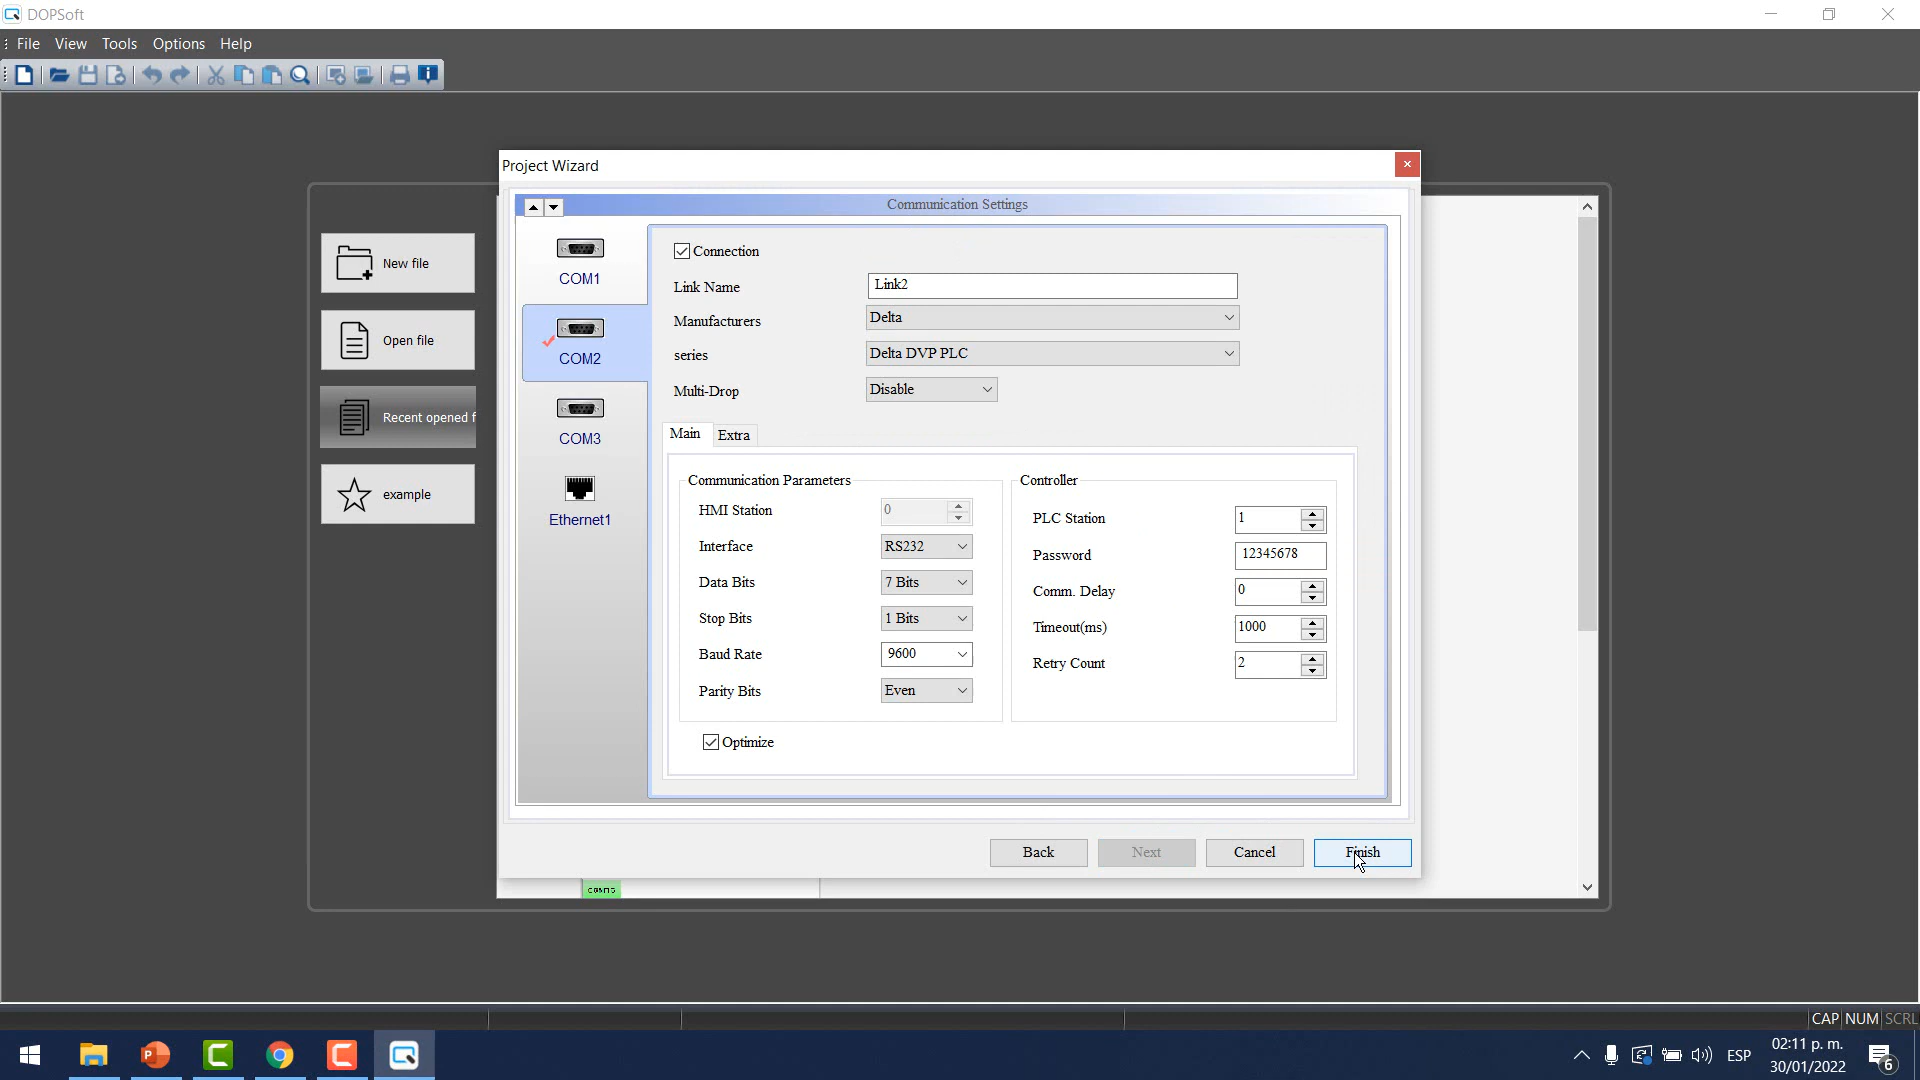 DOPSoft
File View Tools Options Help
Project Wizard
Communication Settings
New file
Open file
Recent opened f
example
COM1
COM2
COM3
Ethernet1
Connection
Link Name Link2
Manufacturers Delta
series Delta DVP PLC
Multi-Drop Disable
Main Extra
Communication Parameters
HMI Station 0
Interface RS232
Data Bits 7 Bits
Stop Bits 1 Bits
Baud Rate 9600
Parity Bits Even
Optimize
Controller
PLC Station 1
Password 12345678
Comm. Delay 0
Timeout(ms) 1000
Retry Count 2
Back Next Cancel Finish
CAP NUM SCRL
ESP
02:11 p. m.
30/01/2022
6